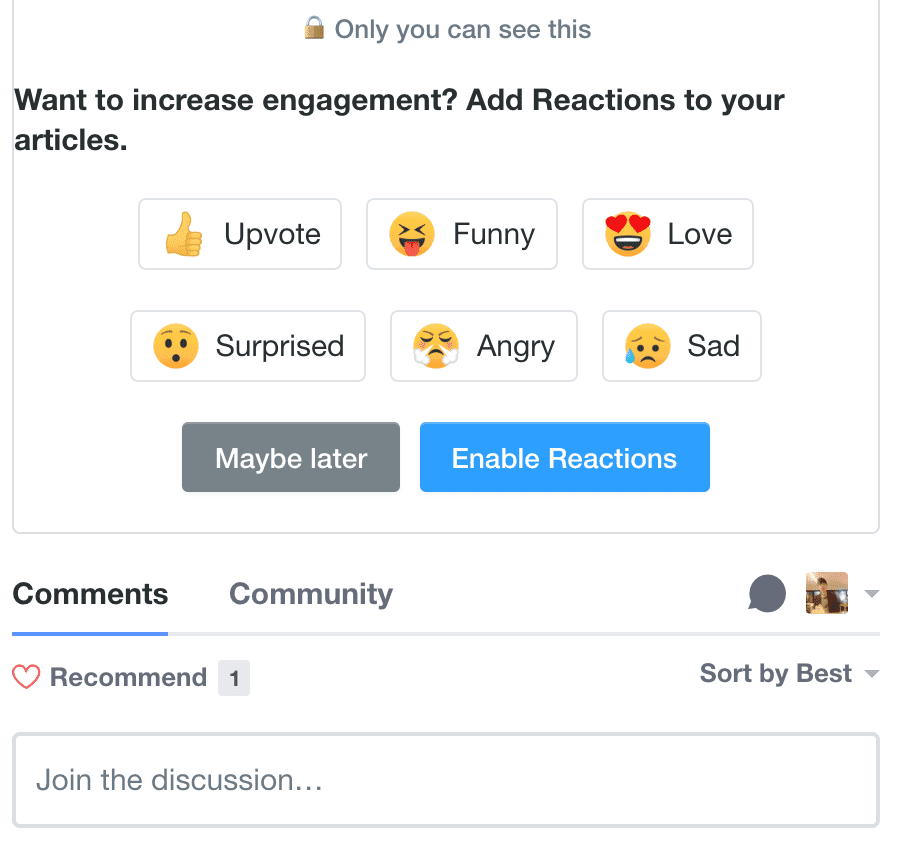 Only you can see this
Want to increase engagement? Add Reactions to your
articles.
Upvote
Funny
Love
Surprised
Angry
Sad
Maybe later
Enable Reactions
Comments
Community
Recommend 1
Sort by Best
Join the discussion…